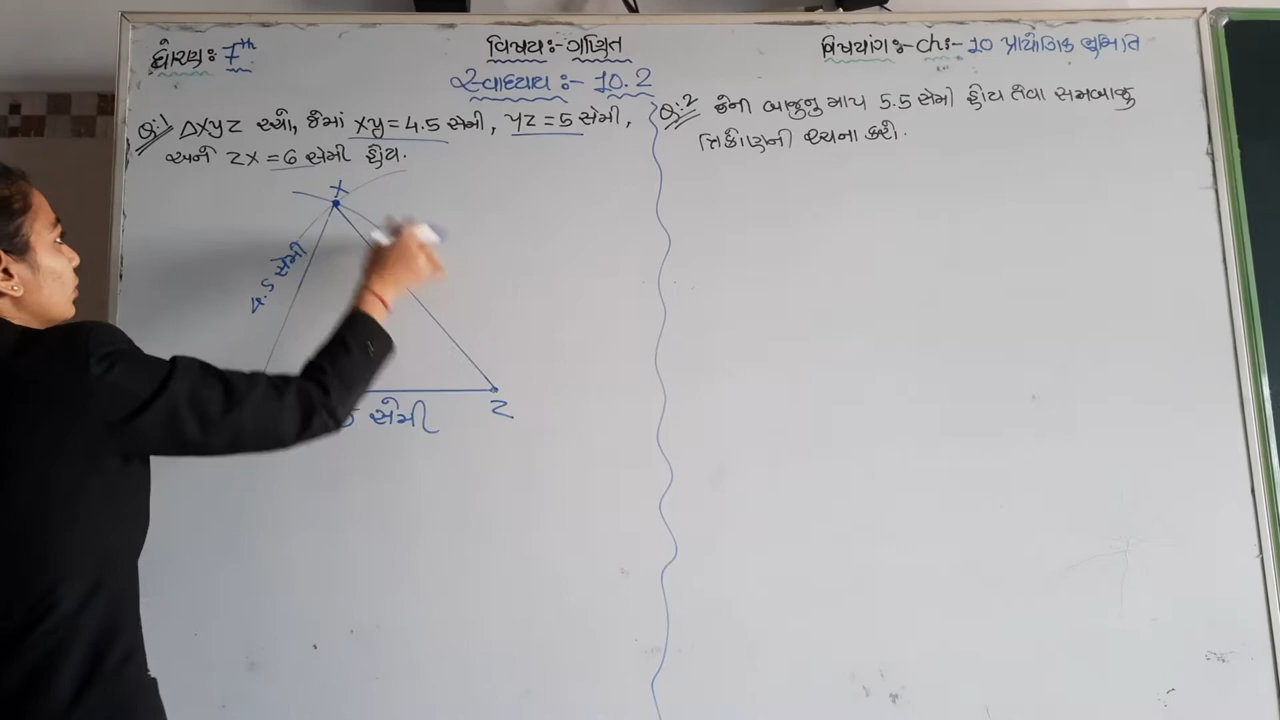 ધોરણ: 7th
વિષય:- ગણિત
વિષયાંગ:- Ch:- 10 પ્રાયોગિક ભૂમિતિ
સ્વાધ્યાય:- 10.2
Q:1 ΔXYZ રચો, જેમાં XY = 4.5 સેમી, YZ = 5 સેમી,
અને ZX = 6 સેમી હોય.
Q:2 જેની બાજુનુ માપ 5.5 સેમી હોય તેવા સમબાજુ
ત્રિકોણની રચના કરો.
X
4.5 સેમી
સેમી
Z